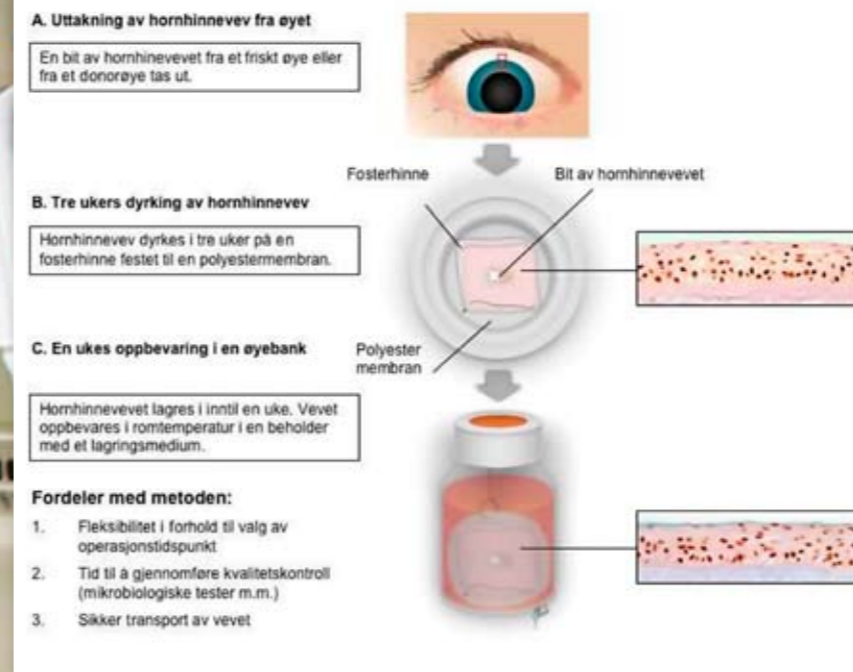 A. Uttakning av hornhinnevev fra øyet
En bit av hornhinevevet fra et friskt øye eller
fra et donorøye tas ut.
Fosterhinne
Bit av hornhinnevevet
B. Tre ukers dyrking av hornhinnevev
Hornhinnevev dyrkes i tre uker på en
fosterhinne festet til en polyestermembran.
C. En ukes oppbevaring i en øyebank
Polyester
membran
Hornhinnevevet lagres i inntil en uke. Vevet
oppbevares i romtemperatur i en beholder
med et lagringsmedium.
Fordeler med metoden:
1. Fleksibilitet i forhold til valg av
operasjonstidspunkt
2. Tid til å gjennomføre kvalitetskontroll
(mikrobiologiske tester m.m.)
3. Sikker transport av vevet